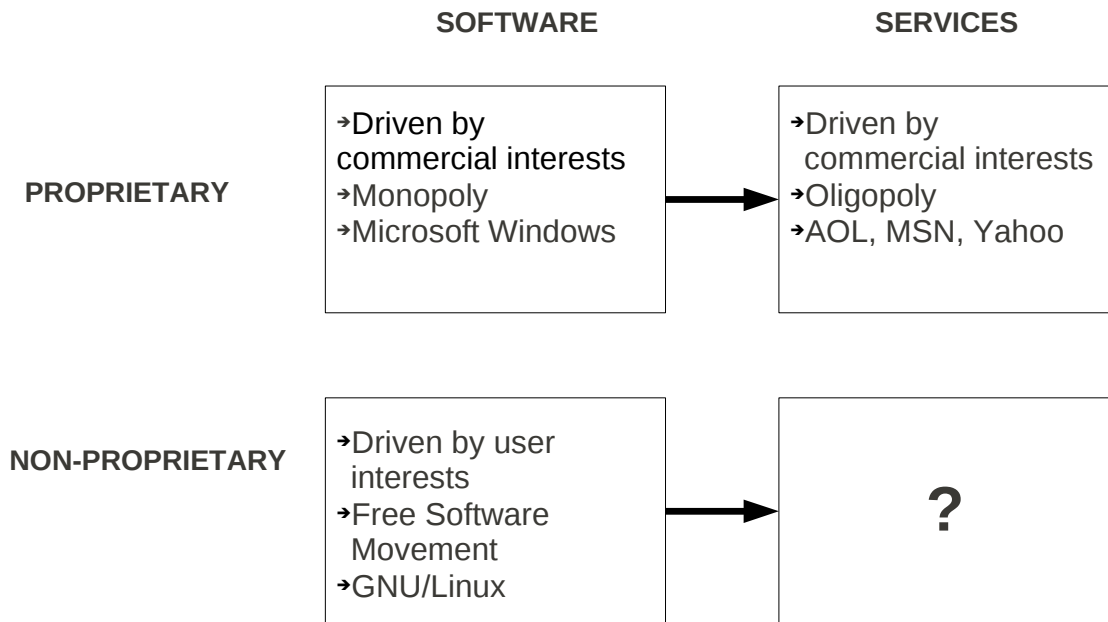 SOFTWARE
SERVICES
PROPRIETARY
➔Driven by
commercial interests
➔Monopoly
➔Microsoft Windows
➔Driven by
commercial interests
➔Oligopoly
➔AOL, MSN, Yahoo
NON-PROPRIETARY
➔Driven by user
interests
➔Free Software
Movement
➔GNU/Linux
?